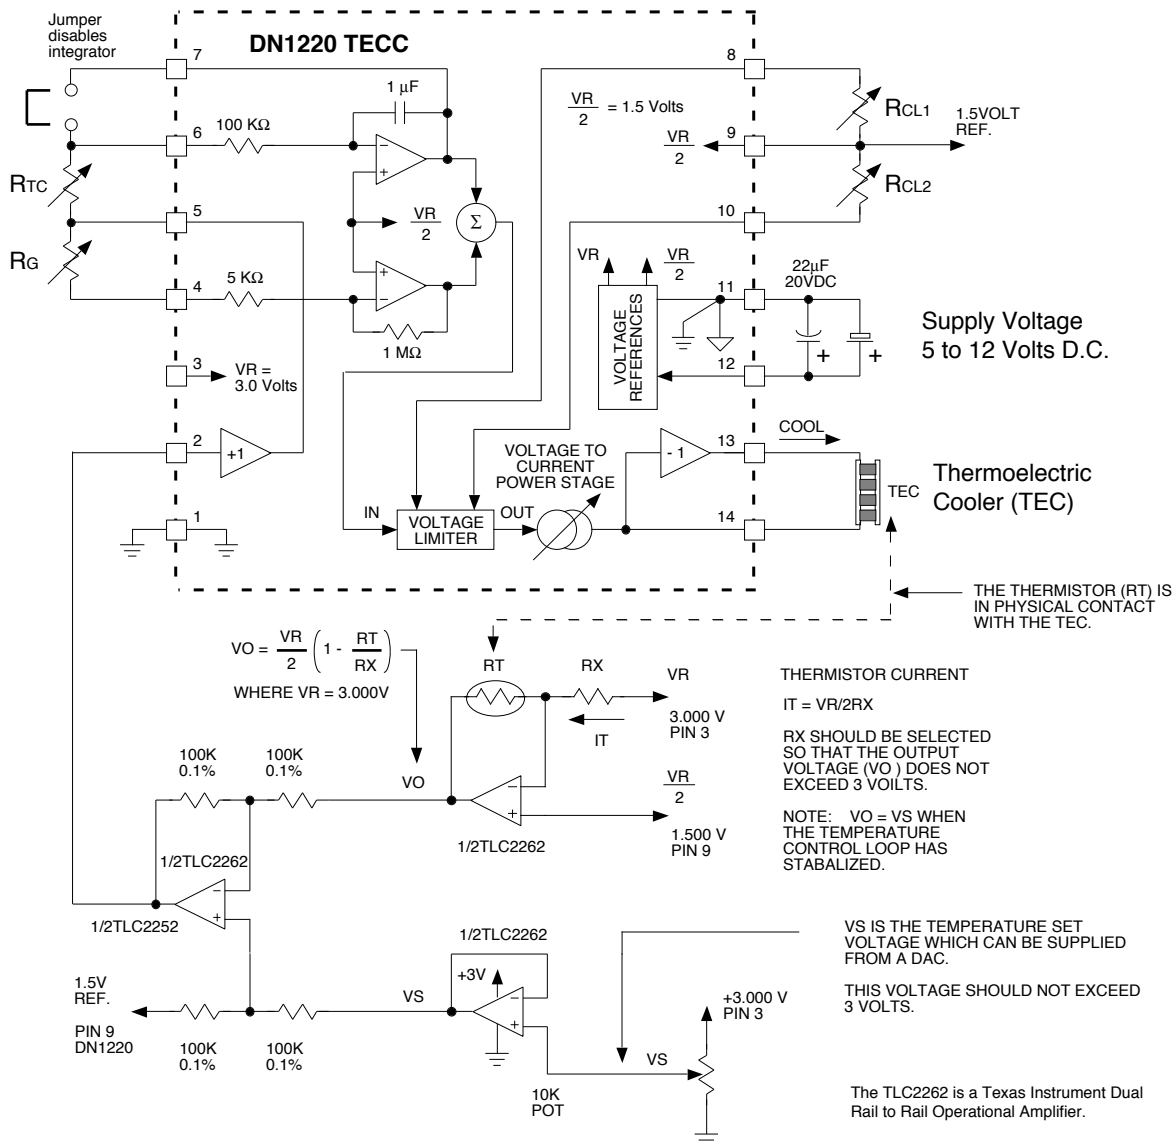 Jumper
disables
integrator
DN1220 TECC
7
8
1 µF
VR
2
= 1.5 Volts
RCL1
6
100 KΩ
−
+
VR
2
9
1.5VOLT
REF.
RTC
RCL2
5
VR
2
Σ
10
RG
VR
VR
2
22µF
20VDC
4
5 KΩ
+
−
11
1 MΩ
VOLTAGE
REFERENCES
+
+
Supply Voltage
5 to 12 Volts D.C.
3
VR =
3.0 Volts
12
2
+1
VOLTAGE TO
CURRENT
POWER STAGE
- 1
13
COOL
TEC
Thermoelectric
Cooler (TEC)
1
IN
VOLTAGE
LIMITER
OUT
14
THE THERMISTOR (RT) IS
IN PHYSICAL CONTACT
WITH THE TEC.
VO = VR
2
( 1 - RT
RX )
WHERE VR = 3.000V
RT
RX
VR
3.000 V
PIN 3
IT
THERMISTOR CURRENT
IT = VR/2RX
RX SHOULD BE SELECTED
SO THAT THE OUTPUT
VOLTAGE (VO ) DOES NOT
EXCEED 3 VOILTS.
NOTE: VO = VS WHEN
THE TEMPERATURE
CONTROL LOOP HAS
STABALIZED.
100K
0.1%
100K
0.1%
VO
−
+
VR
2
1.500 V
PIN 9
1/2TLC2262
1/2TLC2262
−
+
1/2TLC2252
1/2TLC2262
VS IS THE TEMPERATURE SET
VOLTAGE WHICH CAN BE SUPPLIED
FROM A DAC.
THIS VOLTAGE SHOULD NOT EXCEED
3 VOLTS.
1.5V
REF.
PIN 9
DN1220
VS
+3V
−
+
+3.000 V
PIN 3
100K
0.1%
100K
0.1%
VS
10K
POT
The TLC2262 is a Texas Instrument Dual
Rail to Rail Operational Amplifier.